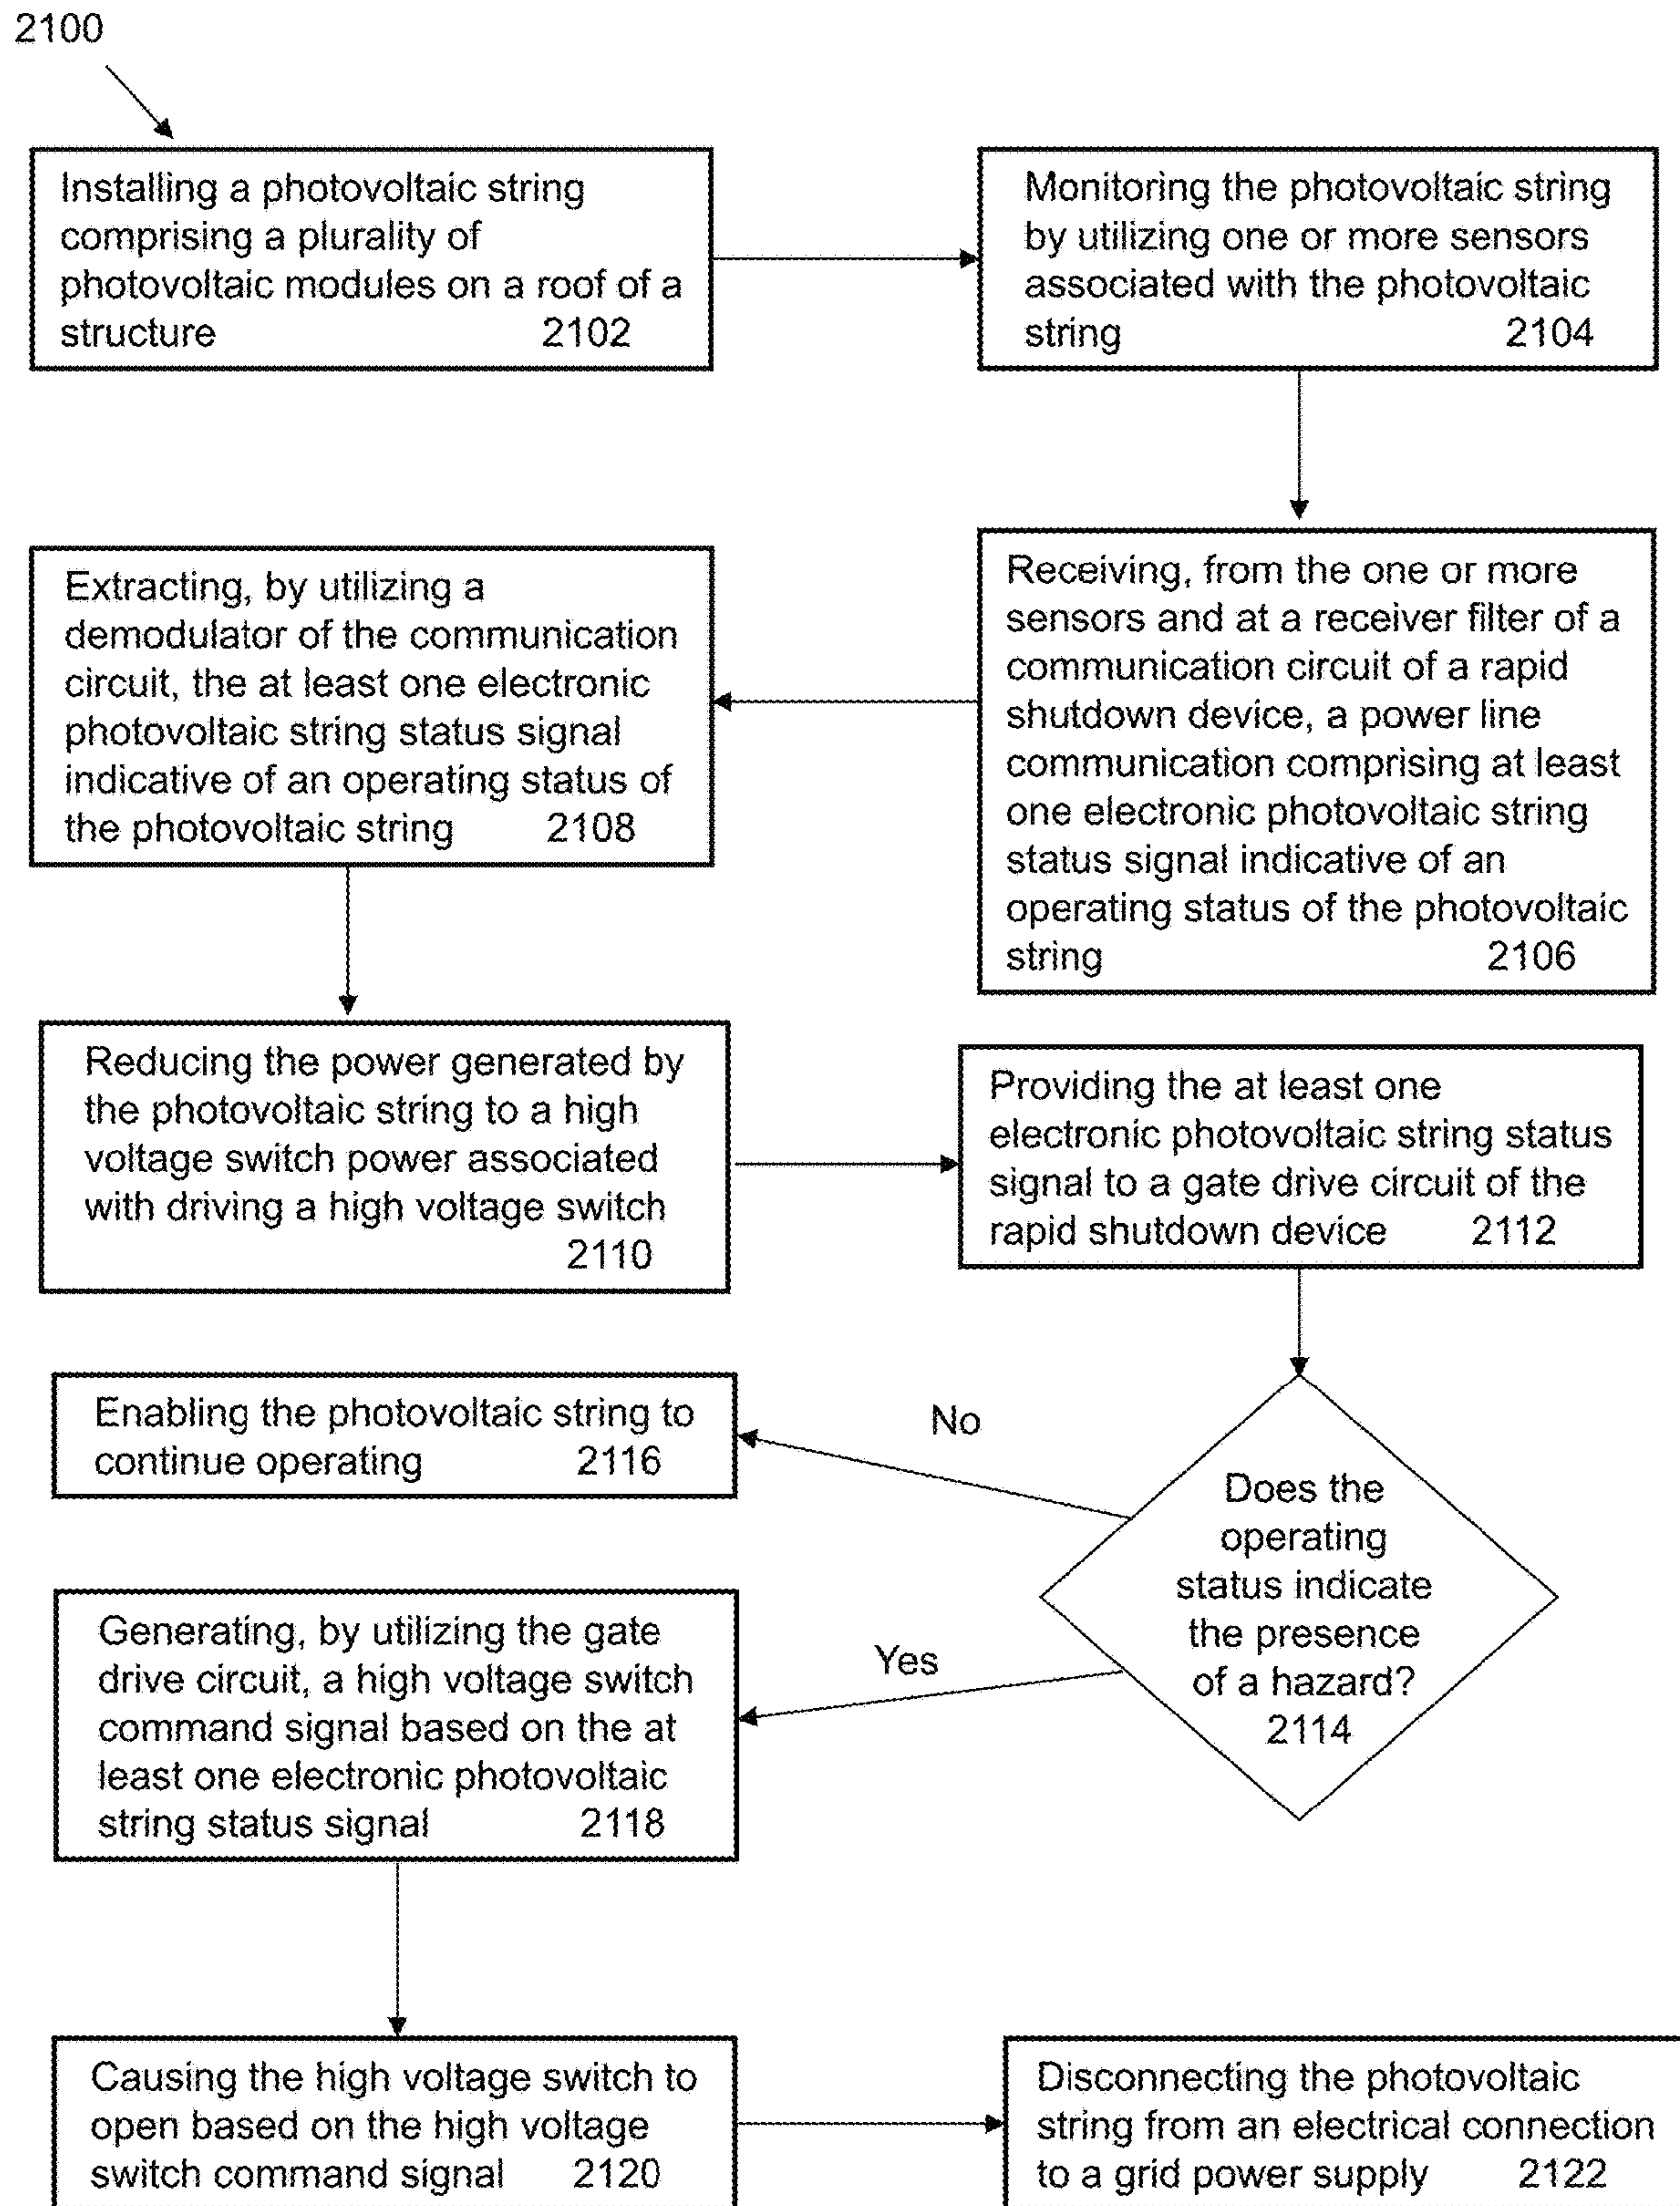 2100
Installing a photovoltaic string
comprising a plurality of
photovoltaic modules on a roof of a
structure 2102
Monitoring the photovoltaic string
by utilizing one or more sensors
associated with the photovoltaic
string 2104
Receiving, from the one or more
sensors and at a receiver filter of a
communication circuit of a rapid
shutdown device, a power line
communication comprising at least
one electronic photovoltaic string
status signal indicative of an
operating status of the photovoltaic
string 2106
Extracting, by utilizing a
demodulator of the communication
circuit, the at least one electronic
photovoltaic string status signal
indicative of an operating status of
the photovoltaic string 2108
Reducing the power generated by
the photovoltaic string to a high
voltage switch power associated
with driving a high voltage switch
2110
Providing the at least one
electronic photovoltaic string status
signal to a gate drive circuit of the
rapid shutdown device 2112
Does the
operating
status indicate
the presence
of a hazard?
2114
No
Enabling the photovoltaic string to
continue operating 2116
Yes
Generating, by utilizing the gate
drive circuit, a high voltage switch
command signal based on the at
least one electronic photovoltaic
string status signal 2118
Causing the high voltage switch to
open based on the high voltage
switch command signal 2120
Disconnecting the photovoltaic
string from an electrical connection
to a grid power supply 2122